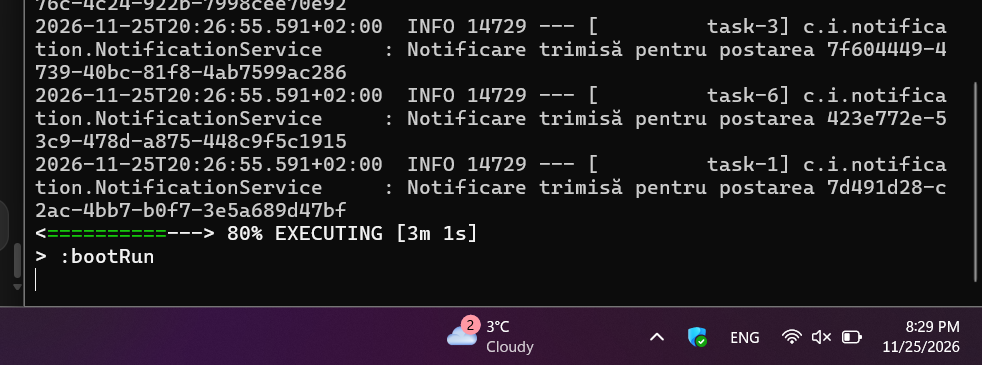 76c-4c24-922b-7998cee70e92
2026-11-25T20:26:55.591+02:00  INFO 14729 --- [         task-3] c.i.notifica
tion.NotificationService     : Notificare trimisă pentru postarea 7f604449-4
739-40bc-81f8-4ab7599ac286
2026-11-25T20:26:55.591+02:00  INFO 14729 --- [         task-6] c.i.notifica
tion.NotificationService     : Notificare trimisă pentru postarea 423e772e-5
3c9-478d-a875-448c9f5c1915
2026-11-25T20:26:55.591+02:00  INFO 14729 --- [         task-1] c.i.notifica
tion.NotificationService     : Notificare trimisă pentru postarea 7d491d28-c
2ac-4bb7-b0f7-3e5a689d47bf
<==========---> 80% EXECUTING [3m 1s]
> :bootRun
2
3°C
Cloudy
ENG
8:29 PM
11/25/2026